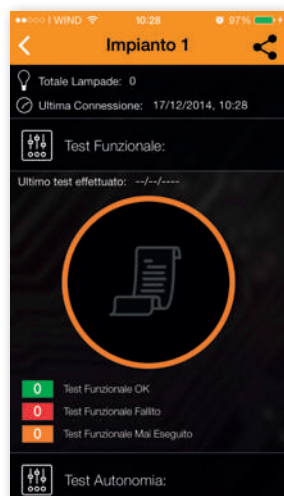 WIND 10:28 97%
Impianto 1
Totale Lampade: 0
Ultima Connessione: 17/12/2014, 10:28
Test Funzionale:
Ultimo test effettuato: --/--/----
0 Test Funzionale OK
0 Test Funzionale Fallito
0 Test Funzionale Mai Eseguito
Test Autonomia: